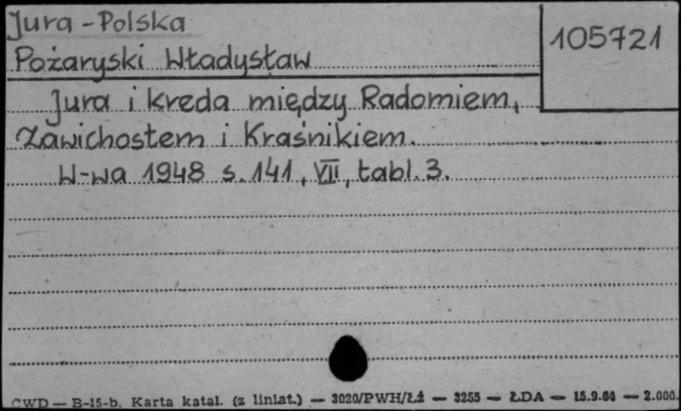 Jura - Polska
105721
Pożaryski Władysław
Jura i kreda między Radomiem,
Zawichostem i Kraśnikiem.
W-wa 1948 s. 141, VII, tabl. 3.
CWD — B-15-b. Karta katal. (z liniat.) — 3020/PWH/ŁŻ — 3255 — ŁDA — 15.9.64 — 2.000.